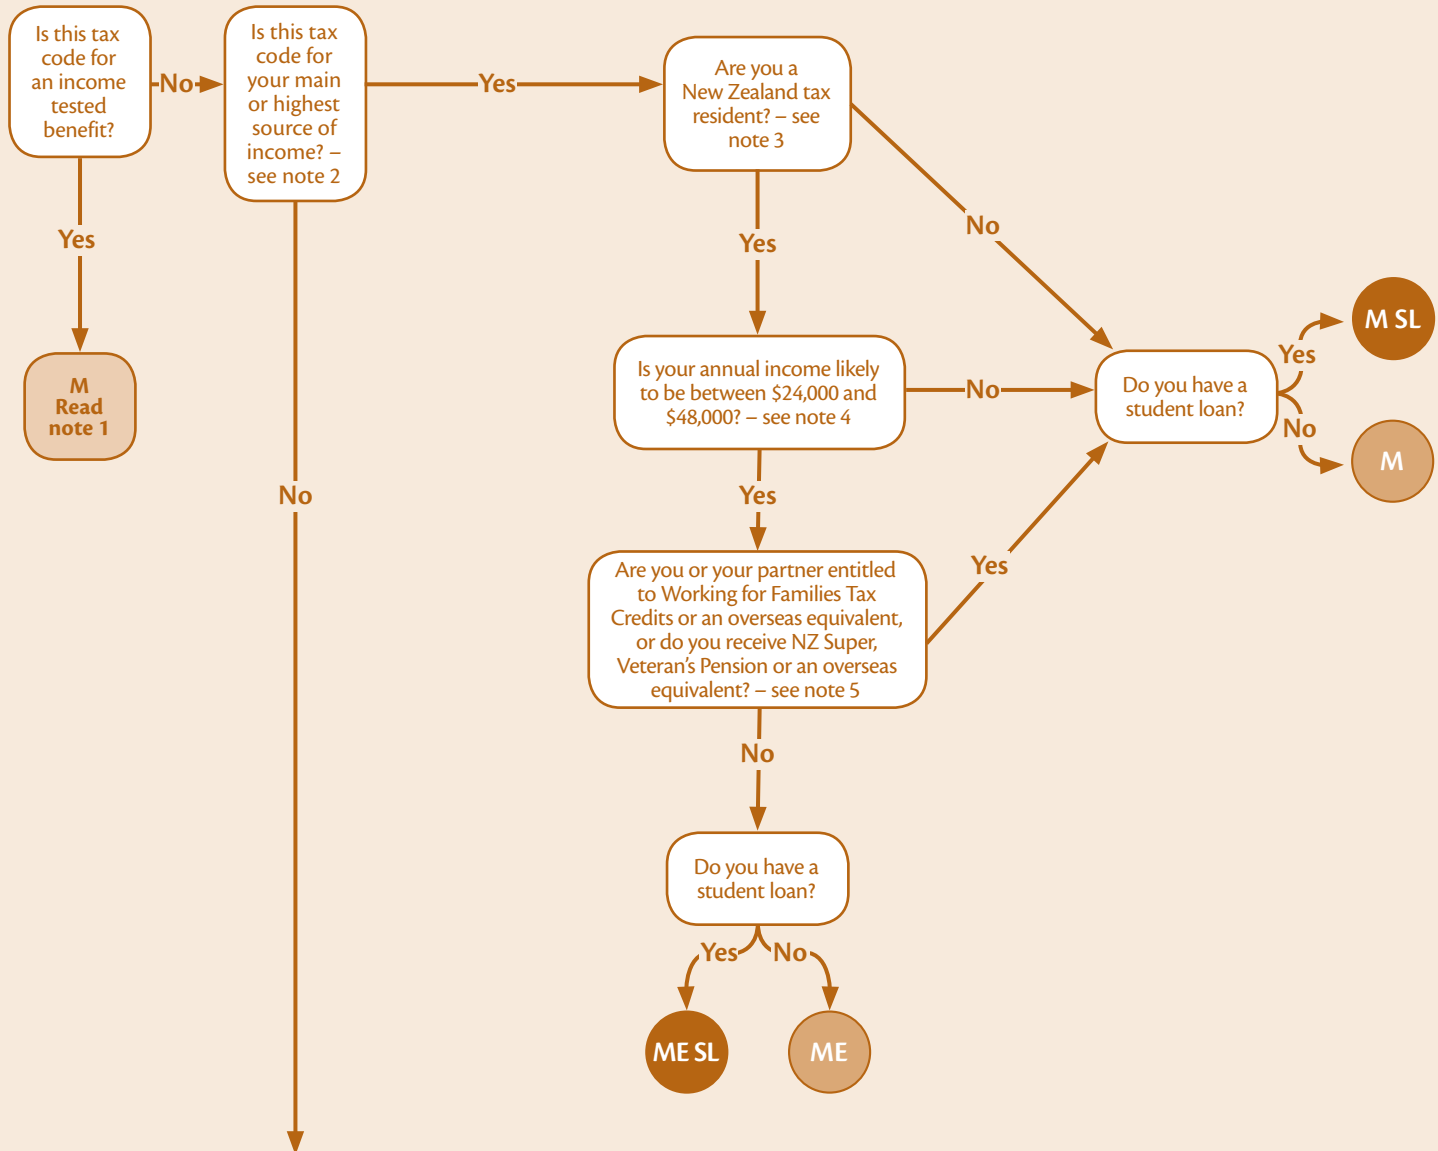 Is this tax
code for
an income
tested
benefit?
No
Is this tax
code for
your main
or highest
source of
income? –
see note 2
Yes
Are you a
New Zealand tax
resident? – see
note 3
Yes
M
Read
note 1
No
Yes
No
Is your annual income likely
to be between $24,000 and
$48,000? – see note 4
No
Do you have a
student loan?
Yes
M SL
No
M
Yes
Are you or your partner entitled
to Working for Families Tax
Credits or an overseas equivalent,
or do you receive NZ Super,
Veteran’s Pension or an overseas
equivalent? – see note 5
Yes
No
Do you have a
student loan?
Yes
No
ME SL
ME